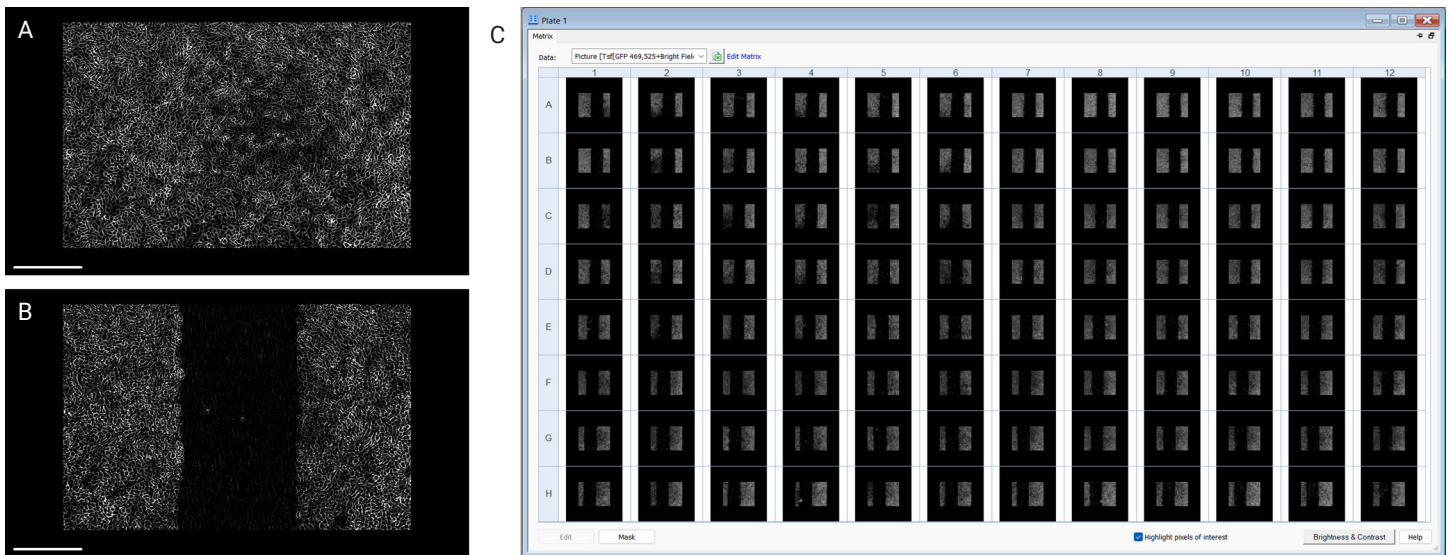 A
B
C
Plate 1
Matrix
Data: Picture [Tsf[GFP 469,525+Bright Fiel Edit Matrix
1 2 3 4 5 6 7 8 9 10 11 12
A
B
C
D
E
F
G
H
Edit Mask Highlight pixels of interest Brightness & Contrast Help